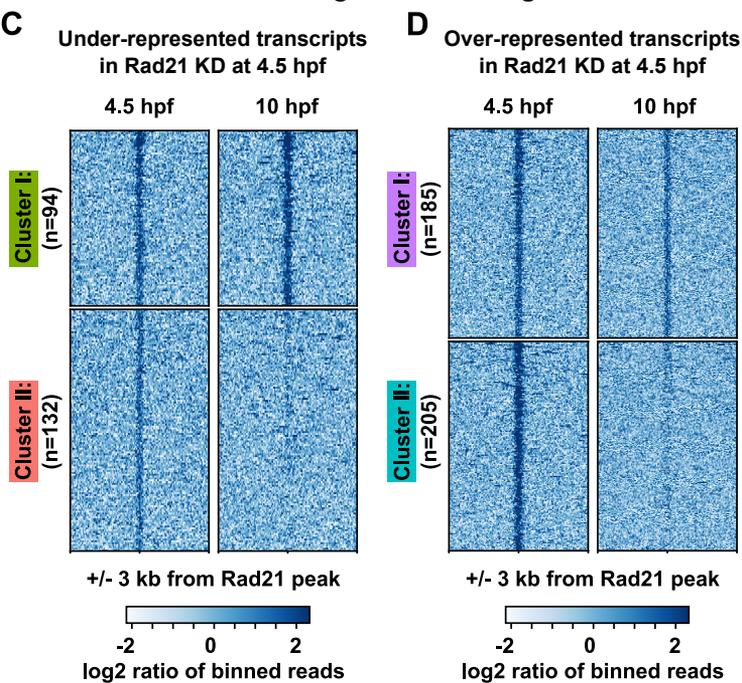 C
Under-represented transcripts
in Rad21 KD at 4.5 hpf
4.5 hpf
10 hpf
Cluster I:
(n=94)
Cluster II:
(n=132)
+/- 3 kb from Rad21 peak
-2
0
2
log2 ratio of binned reads
D
Over-represented transcripts
in Rad21 KD at 4.5 hpf
4.5 hpf
10 hpf
Cluster I:
(n=185)
Cluster II:
(n=205)
+/- 3 kb from Rad21 peak
-2
0
2
log2 ratio of binned reads